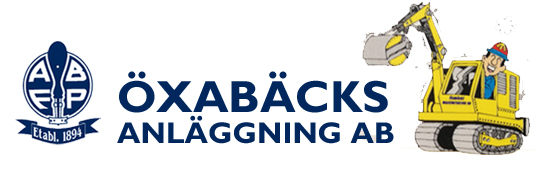 A B
F P
Etabl. 1894
ÖXABÄCKS
ANLÄGGNING AB